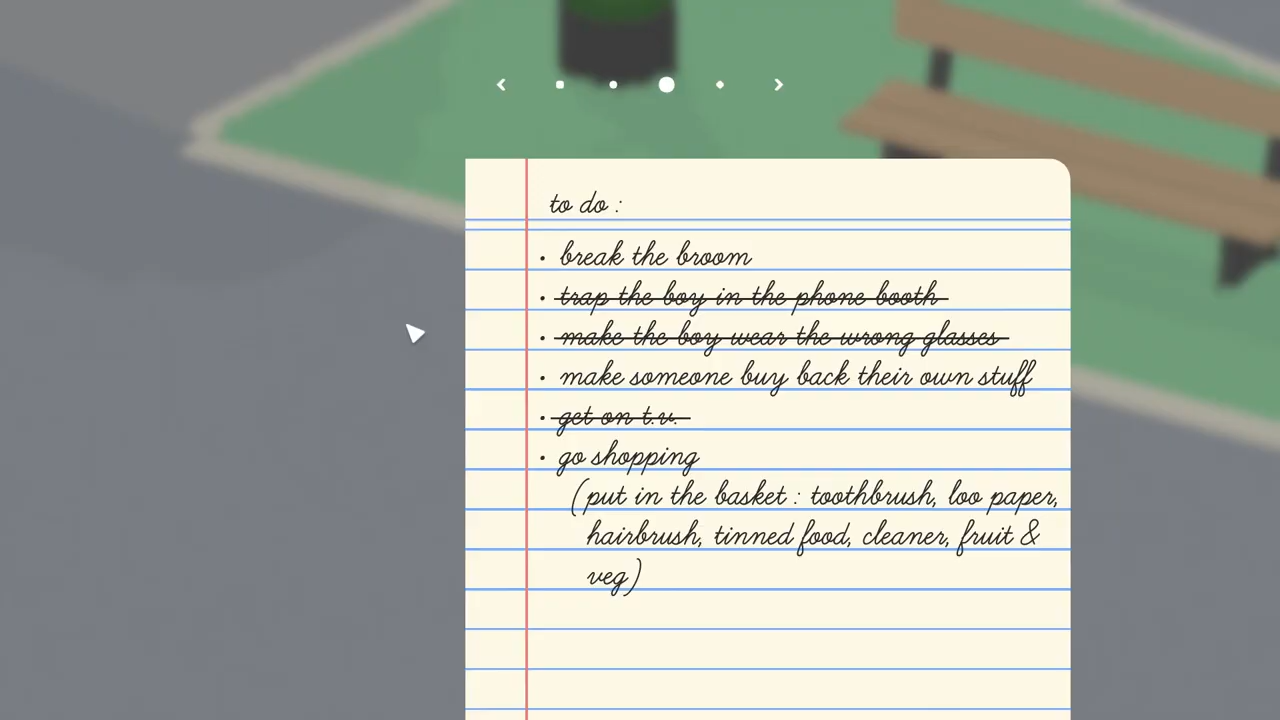 to do :
• break the broom
• trap the boy in the phone booth
• make the boy wear the wrong glasses
• make someone buy back their own stuff
• get on t.v.
• go shopping
(put in the basket : toothbrush, loo paper,
hairbrush, tinned food, cleaner, fruit &
veg)